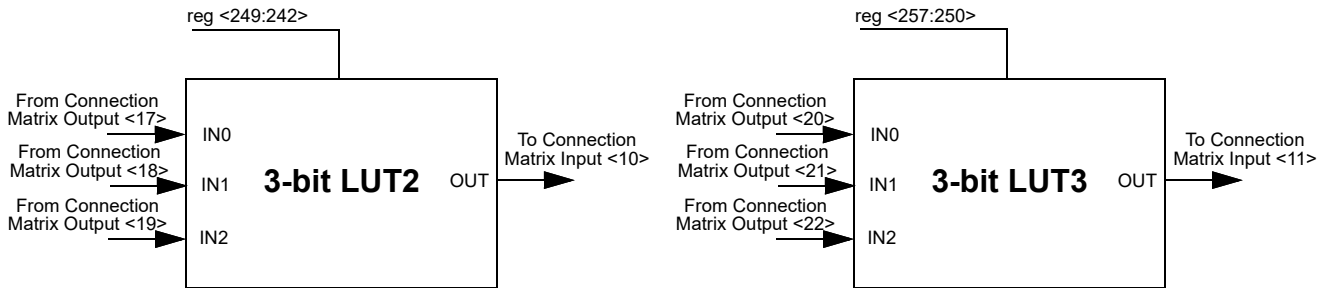 reg <249:242>
From Connection
Matrix Output <17>
IN0
From Connection
Matrix Output <18>
IN1
From Connection
Matrix Output <19>
IN2
3-bit LUT2
OUT
To Connection
Matrix Input <10>
reg <257:250>
From Connection
Matrix Output <20>
IN0
From Connection
Matrix Output <21>
IN1
From Connection
Matrix Output <22>
IN2
3-bit LUT3
OUT
To Connection
Matrix Input <11>